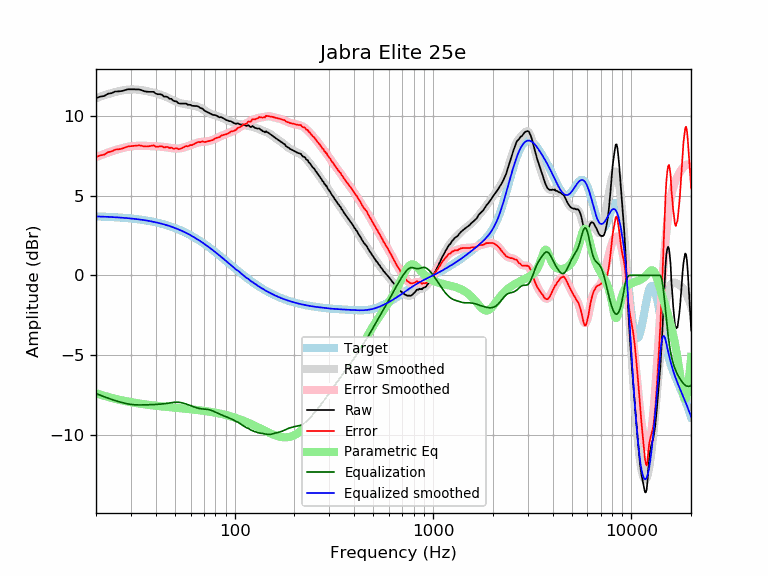 Jabra Elite 25e
Amplitude (dBr)
10
5
0
−5
−10
Target
Raw Smoothed
Error Smoothed
Raw
Error
Parametric Eq
Equalization
Equalized smoothed
100
1000
10000
Frequency (Hz)